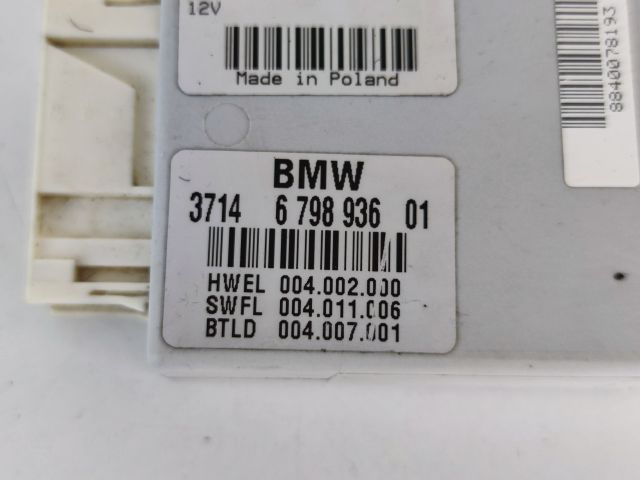 12V
Made in Poland
8840078193
BMW
3714 6 798 936 01
HWEL 004.002.000
SWFL 004.011.006
BTLD 004.007.001